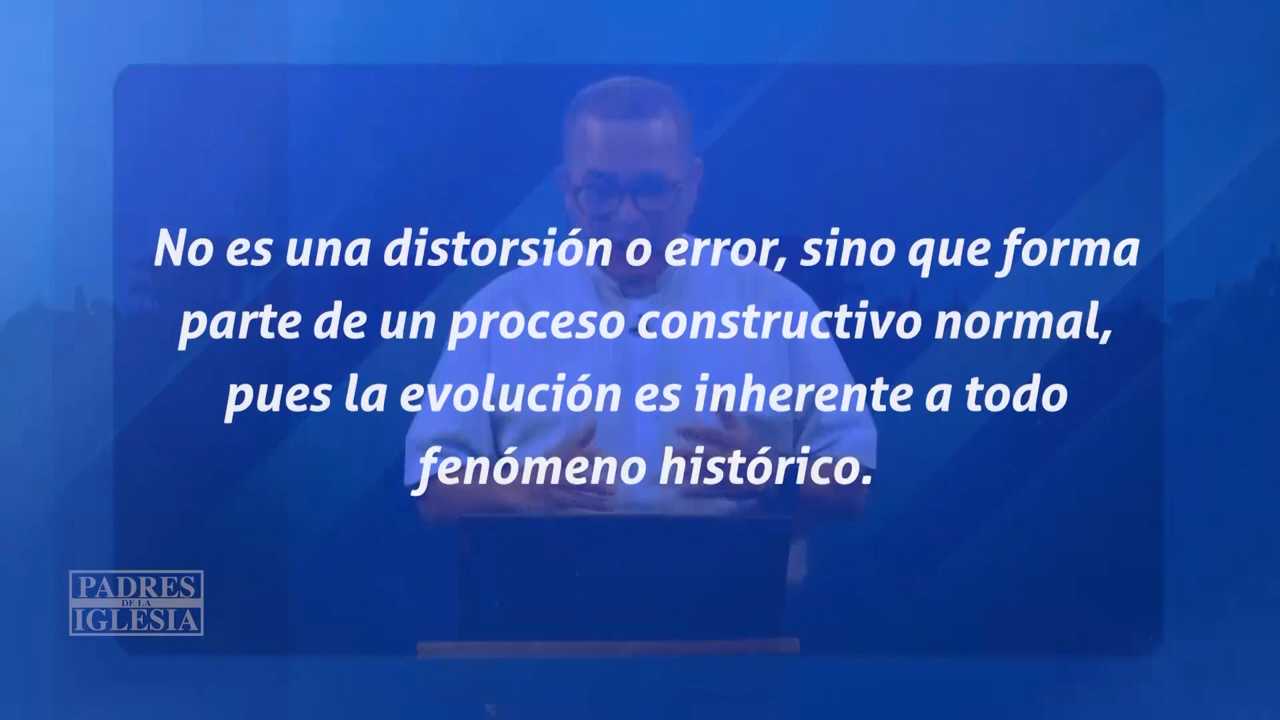 No es una distorsión o error, sino que forma
parte de un proceso constructivo normal,
pues la evolución es inherente a todo
fenómeno histórico.
PADRES
DE LA
IGLESIA